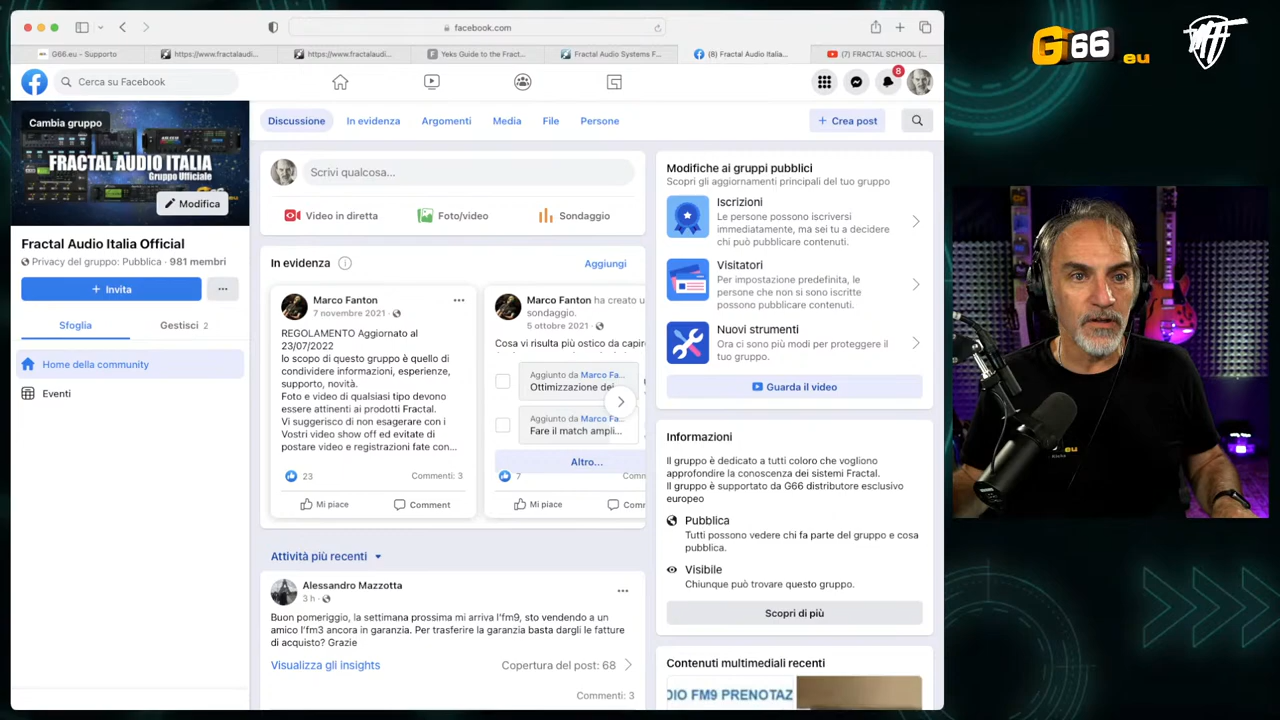 facebook.com
G66.eu - Supporto
https://www.fractalaudi...
https://www.fractalaudi...
Yeks Guide to the Fract...
Fractal Audio Systems F...
(8) Fractal Audio Italia...
(7) FRACTAL SCHOOL (...
G66.eu
Cerca su Facebook
8
Cambia gruppo
FRACTAL AUDIO ITALIA
Gruppo Ufficiale
Modifica
Fractal Audio Italia Official
Privacy del gruppo: Pubblica · 981 membri
+ Invita
...
Sfoglia
Gestisci 2
Home della community
Eventi
Discussione
In evidenza
Argomenti
Media
File
Persone
+ Crea post
Scrivi qualcosa...
Video in diretta
Foto/video
Sondaggio
In evidenza
Aggiungi
Marco Fanton
7 novembre 2021 ·
REGOLAMENTO Aggiornato al
23/07/2022
lo scopo di questo gruppo è quello di
condividere informazioni, esperienze,
supporto, novità.
Foto e video di qualsiasi tipo devono
essere attinenti ai prodotti Fractal.
Vi suggerisco di non esagerare con i
Vostri video show off ed evitate di
postare video e registrazioni fate con...
23
Commenti: 3
Mi piace
Comment
Marco Fanton ha creato u
sondaggio.
5 ottobre 2021 ·
Cosa vi risulta più ostico da capir
Aggiunto da Marco Fa...
Ottimizzazione dei
Aggiunto da Marco Fa...
Fare il match ampli...
Altro...
7
Comn
Mi piace
Comm
Attività più recenti
Alessandro Mazzotta
3 h ·
Buon pomeriggio, la settimana prossima mi arriva l'fm9, sto vendendo a un
amico l'fm3 ancora in garanzia. Per trasferire la garanzia basta dargli le fatture
di acquisto? Grazie
Visualizza gli insights
Copertura del post: 68
Commenti: 3
Modifiche ai gruppi pubblici
Scopri gli aggiornamenti principali del tuo gruppo
Iscrizioni
Le persone possono iscriversi
immediatamente, ma sei tu a decidere
chi può pubblicare contenuti.
Visitatori
Per impostazione predefinita, le
persone che non si sono iscritte
possono pubblicare contenuti.
Nuovi strumenti
Ora ci sono più modi per proteggere il
tuo gruppo.
Guarda il video
Informazioni
Il gruppo è dedicato a tutti coloro che vogliono
approfondire la conoscenza dei sistemi Fractal.
Il gruppo è supportato da G66 distributore esclusivo
europeo
Pubblica
Tutti possono vedere chi fa parte del gruppo e cosa
pubblica.
Visibile
Chiunque può trovare questo gruppo.
Scopri di più
Contenuti multimediali recenti
DIO FM9 PRENOTAZ